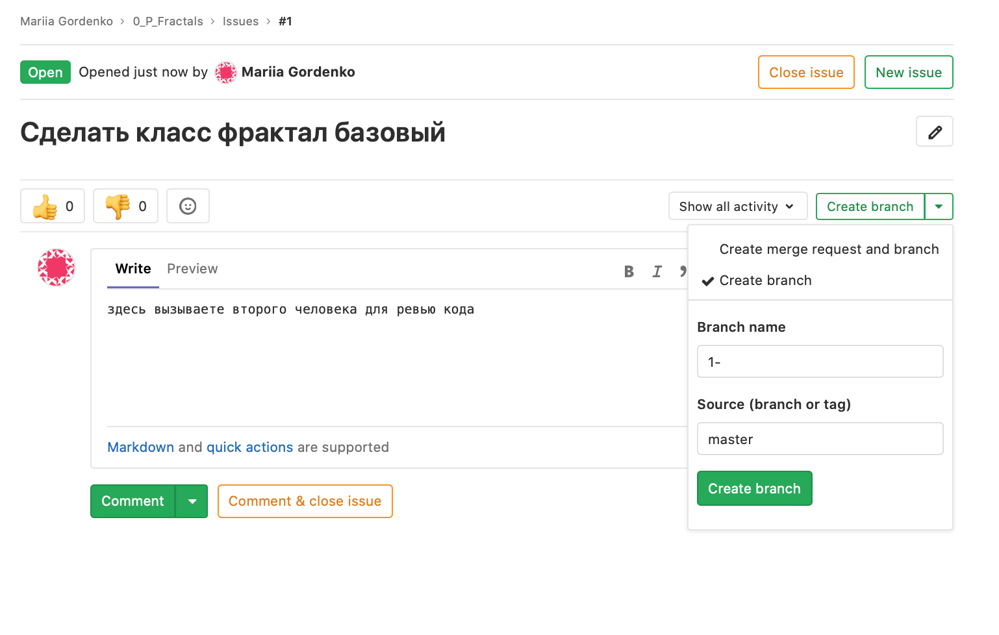 Mariia Gordenko > 0_P_Fractals > Issues > #1
Open Opened just now by Mariia Gordenko Close issue New issue
Сделать класс фрактал базовый
0 0 Show all activity Create branch
Create merge request and branch
Create branch
Write Preview B I
здесь вызываете второго человека для ревью кода
Branch name
1-
Source (branch or tag)
master
Markdown and quick actions are supported
Create branch
Comment Comment & close issue